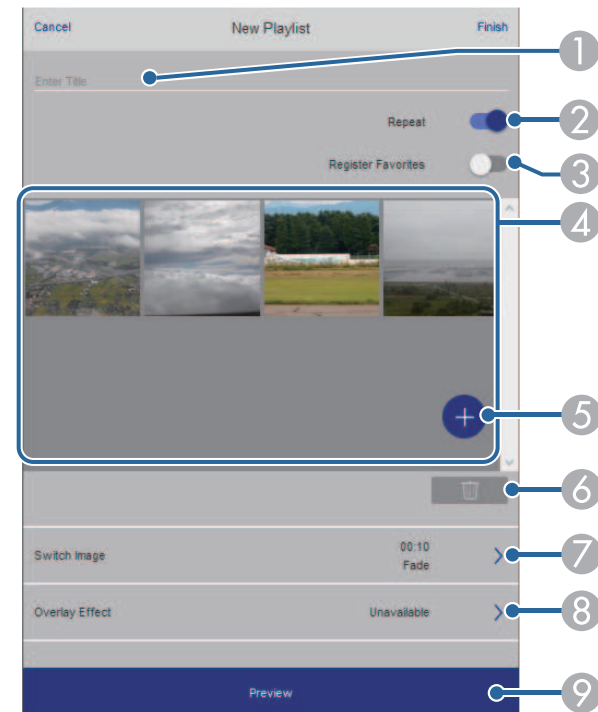 Cancel New Playlist Finish
Enter Title
1
Repeat
2
Register Favorites
3
4
5
6
Switch Image
00:10
Fade
7
Overlay Effect Unavailable
8
Preview
9